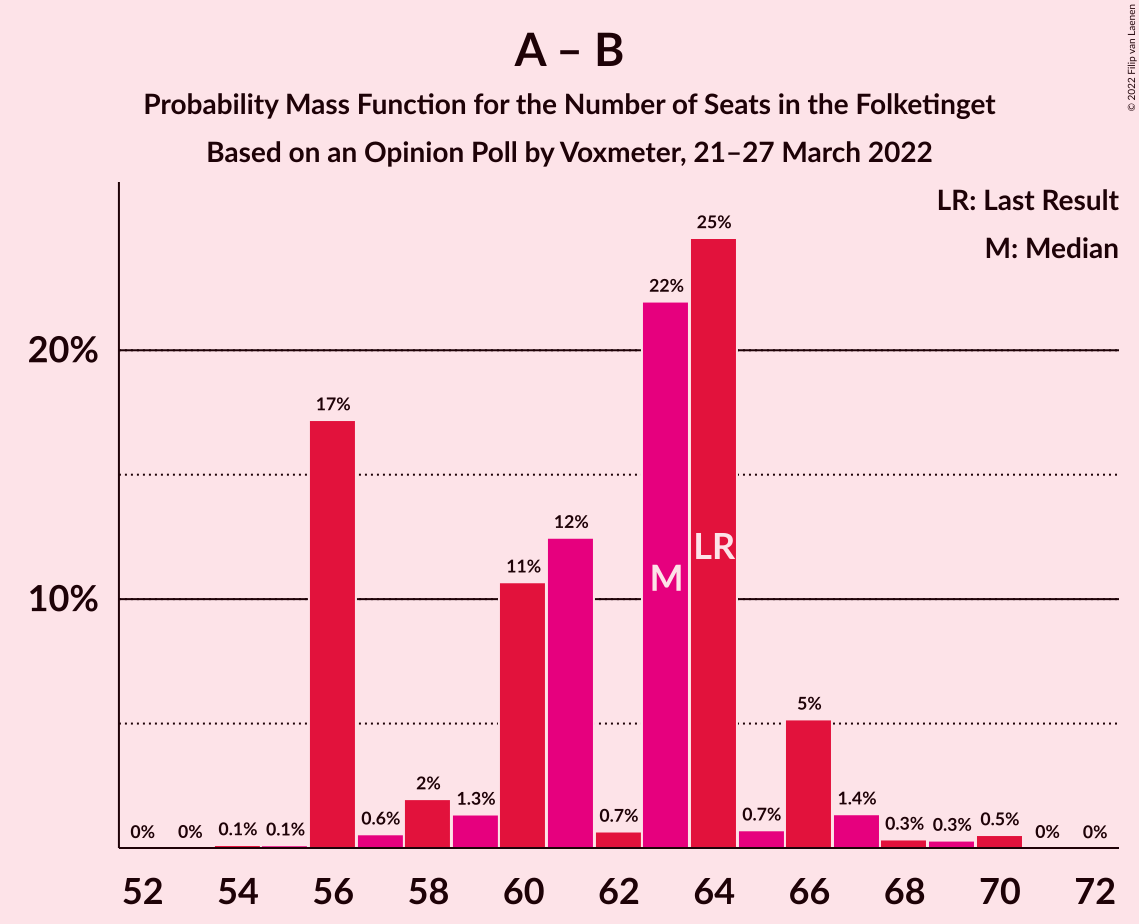 A – B
Probability Mass Function for the Number of Seats in the Folketinget
Based on an Opinion Poll by Voxmeter, 21–27 March 2022
© 2022 Filip van Laenen
LR: Last Result
M: Median
20%
10%
0% 0% 0.1% 0.1% 17% 0.6% 2% 1.3% 11% 12% 0.7% 22% 25% 0.7% 5% 1.4% 0.3% 0.3% 0.5% 0% 0%
M LR
52 54 56 58 60 62 64 66 68 70 72